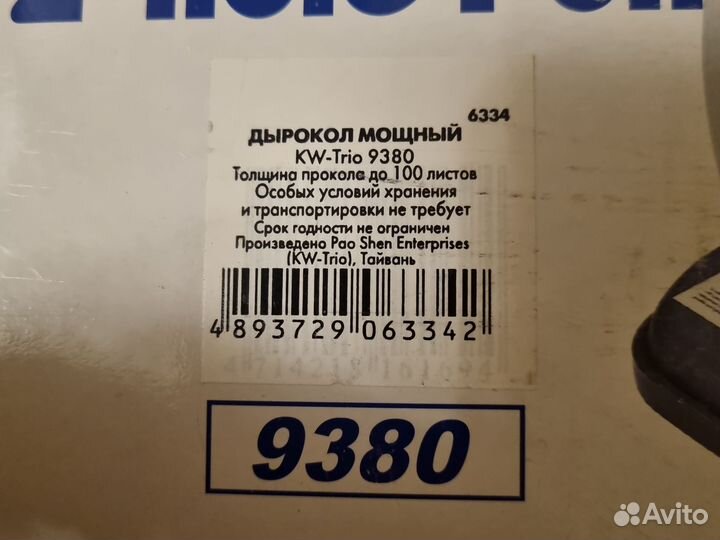 6334
ДЫРОКОЛ МОЩНЫЙ
KW-Trio 9380
Толщина прокола до 100 листов
Особых условий хранения
и транспортировки не требует
Срок годности не ограничен
Произведено Pao Shen Enterprises
(KW-Trio), Тайвань
4 893729 063342
9380
Avito